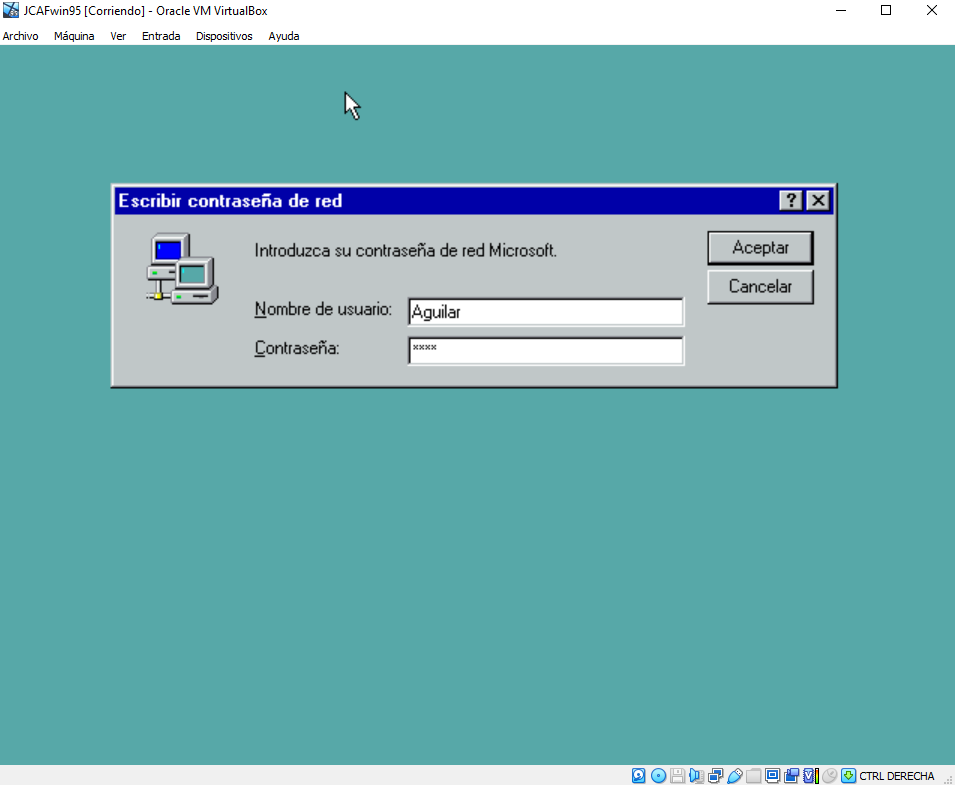 JCAFwin95 [Corriendo] - Oracle VM VirtualBox
Archivo Máquina Ver Entrada Dispositivos Ayuda
Escribir contraseña de red
Introduzca su contraseña de red Microsoft.
Aceptar
Cancelar
Nombre de usuario: Aguilar
Contraseña: ****
CTRL DERECHA